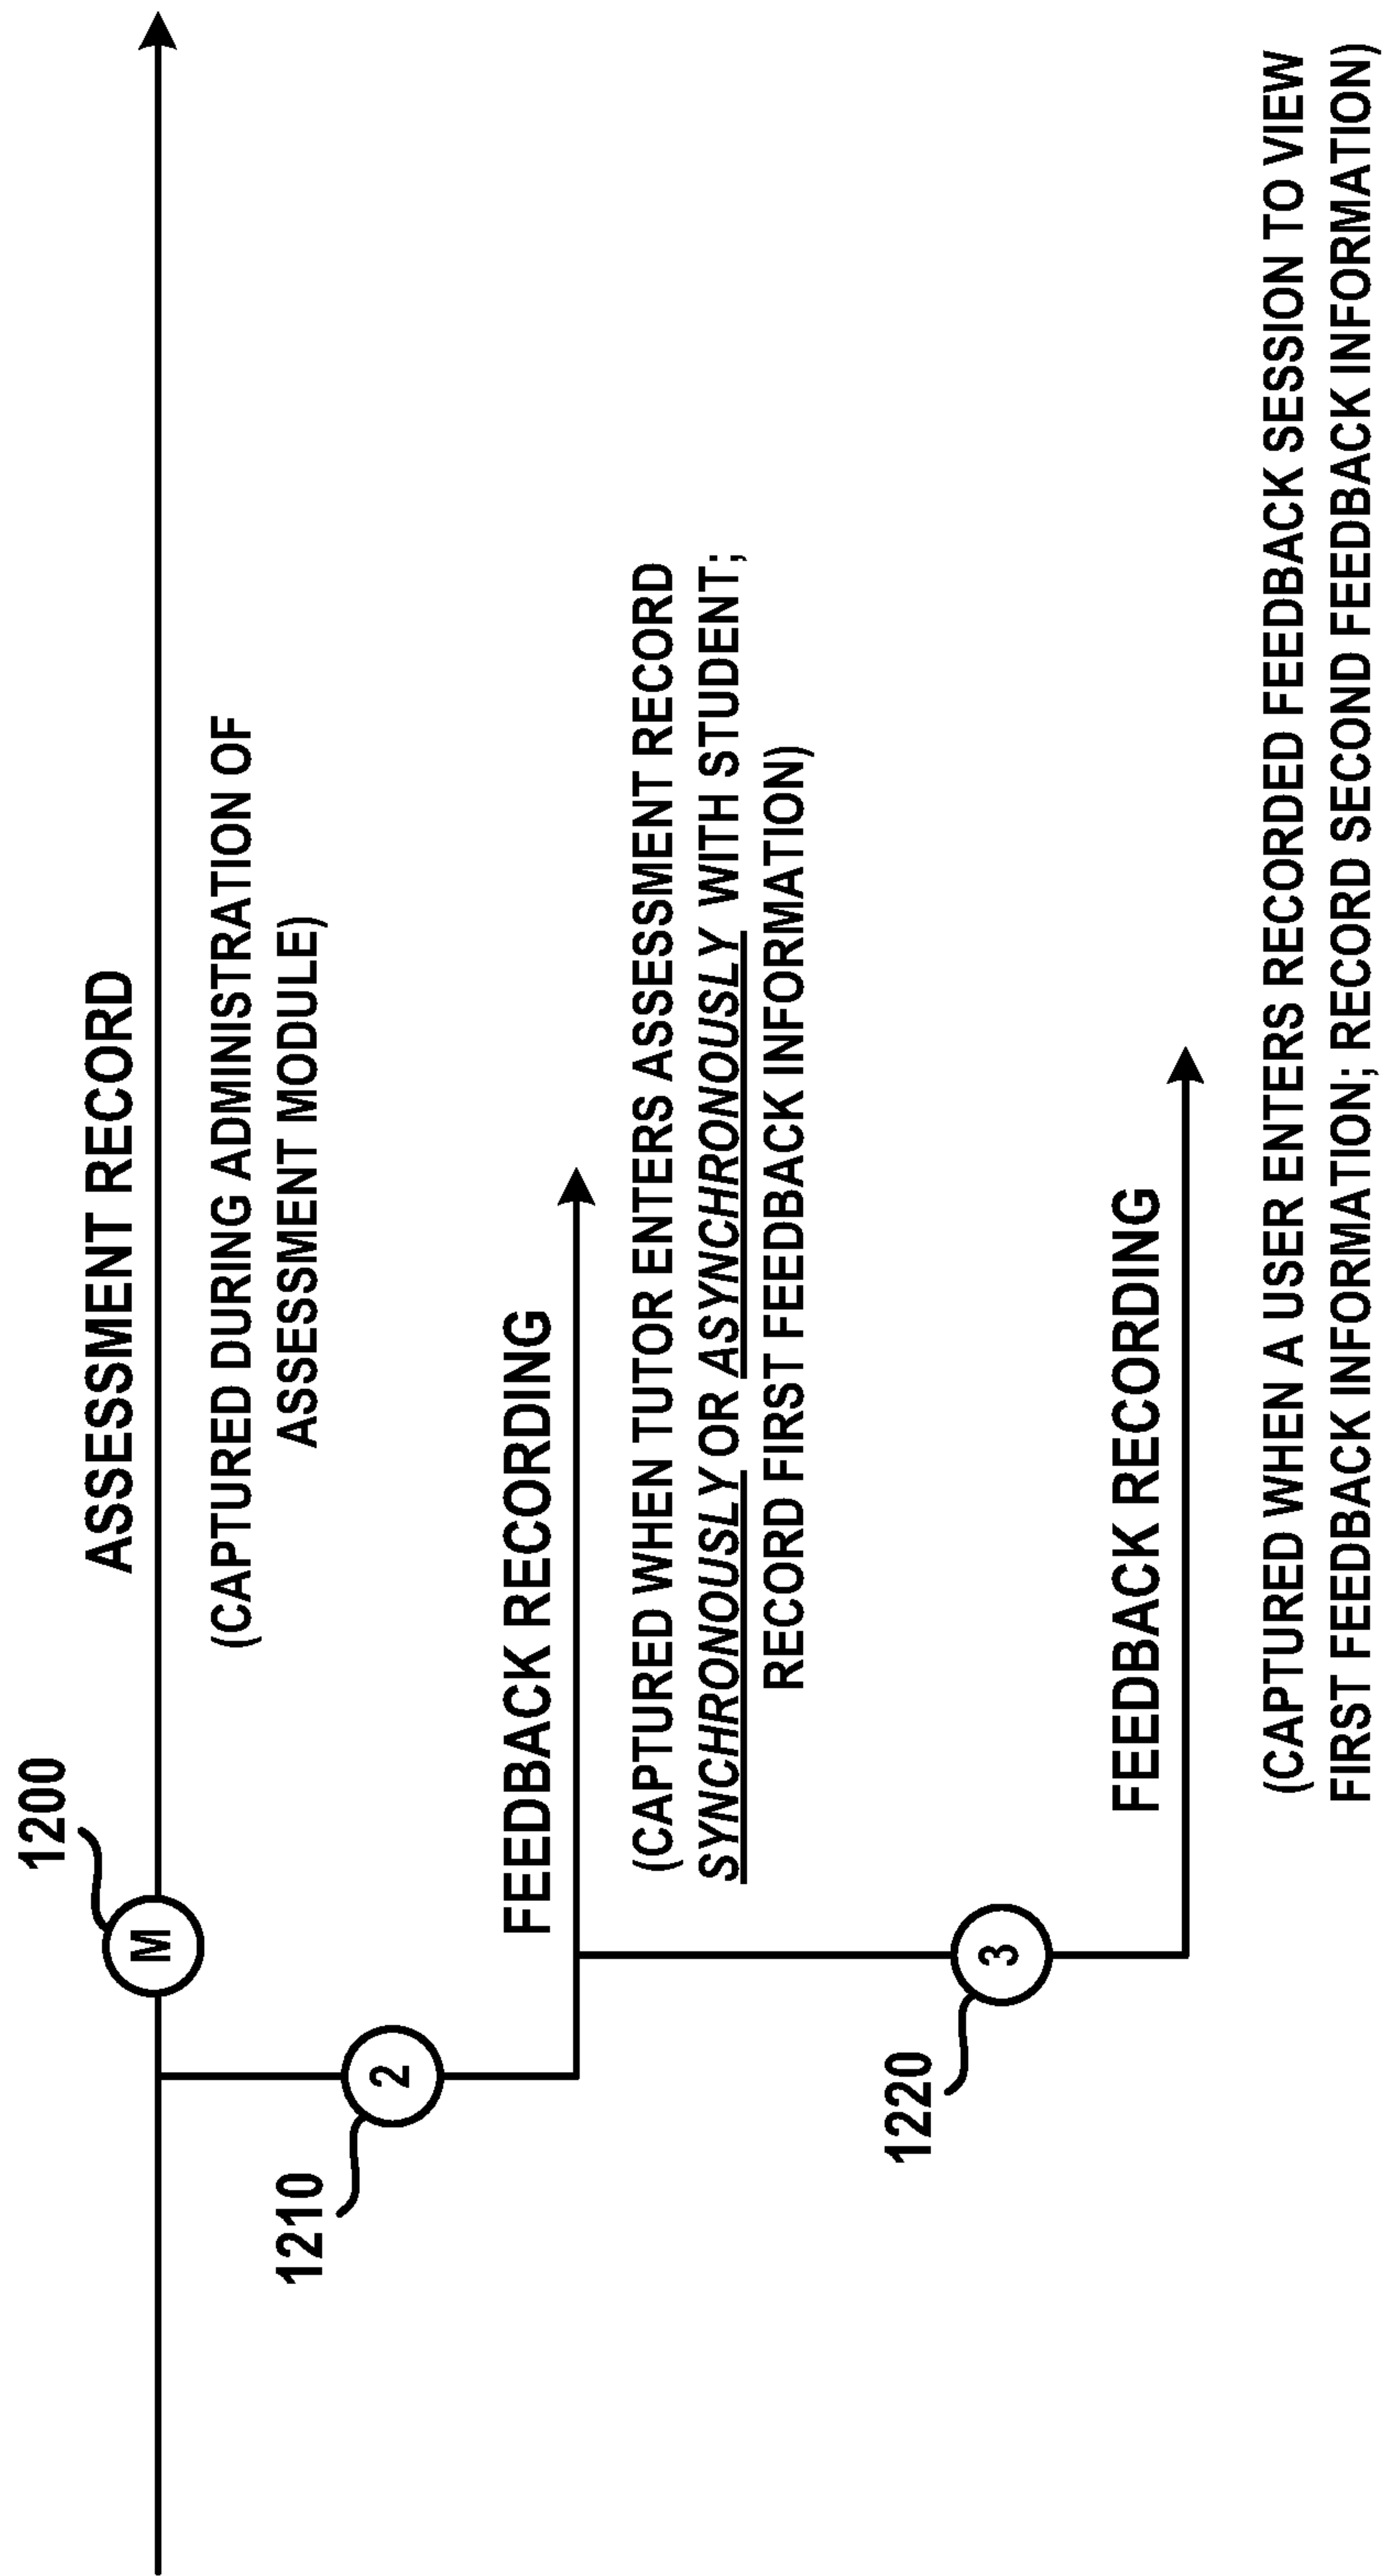 1200
M
ASSESSMENT RECORD
(CAPTURED DURING ADMINISTRATION OF
ASSESSMENT MODULE)
1210
2
FEEDBACK RECORDING
(CAPTURED WHEN TUTOR ENTERS ASSESSMENT RECORD
SYNCHRONOUSLY OR ASYNCHRONOUSLY WITH STUDENT;
RECORD FIRST FEEDBACK INFORMATION)
1220
3
FEEDBACK RECORDING
(CAPTURED WHEN A USER ENTERS RECORDED FEEDBACK SESSION TO VIEW
FIRST FEEDBACK INFORMATION; RECORD SECOND FEEDBACK INFORMATION)